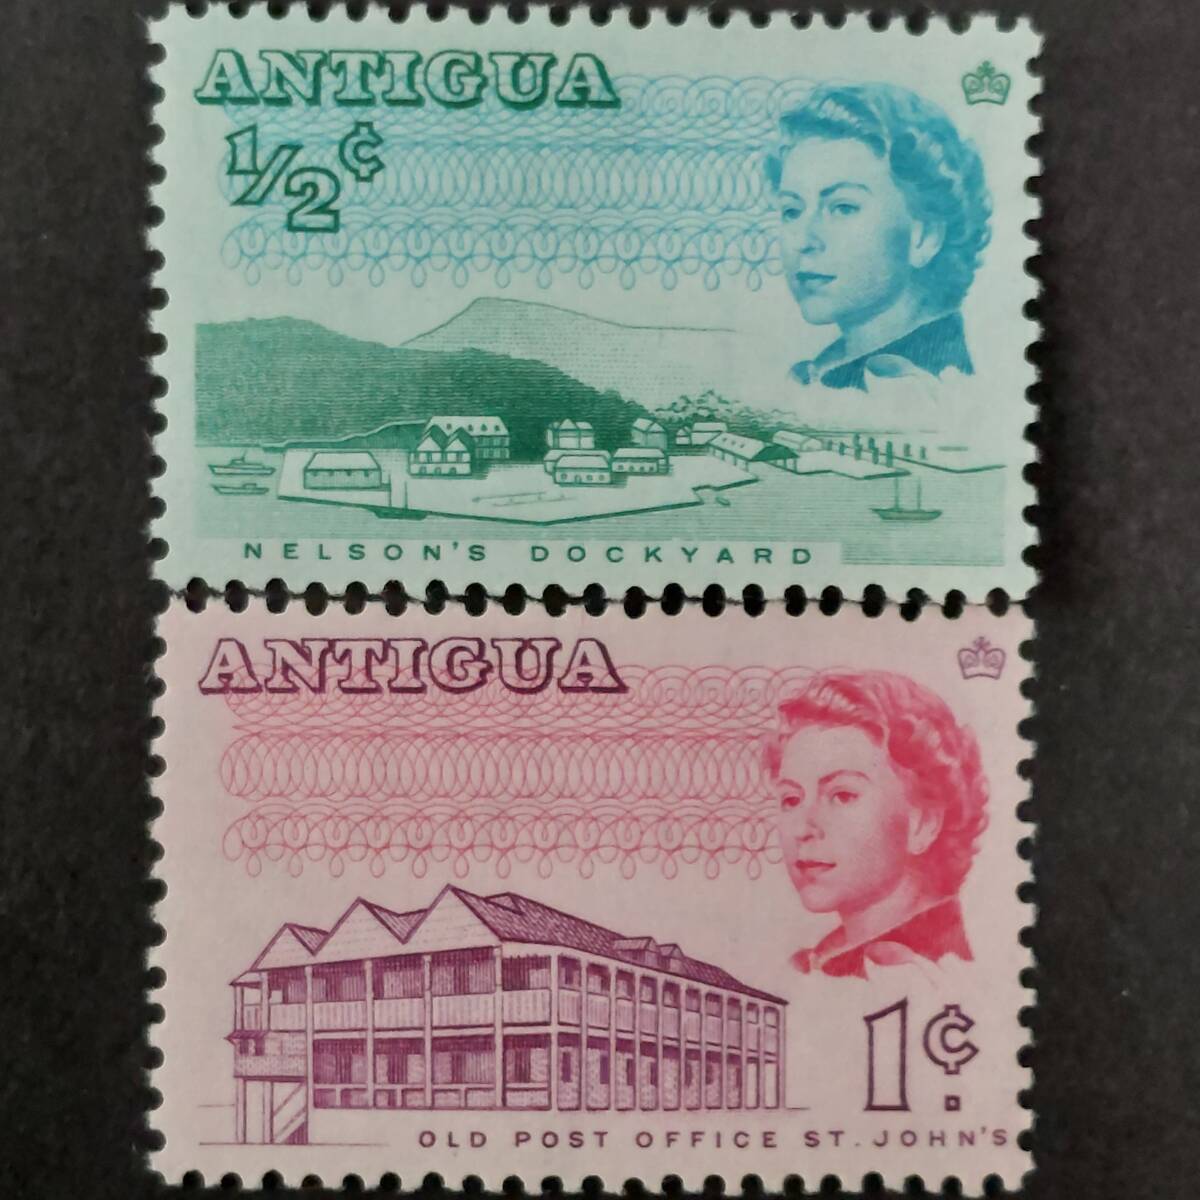 ANTIGUA
½¢
NELSON'S DOCKYARD
ANTIGUA
1¢.
OLD POST OFFICE ST. JOHN'S